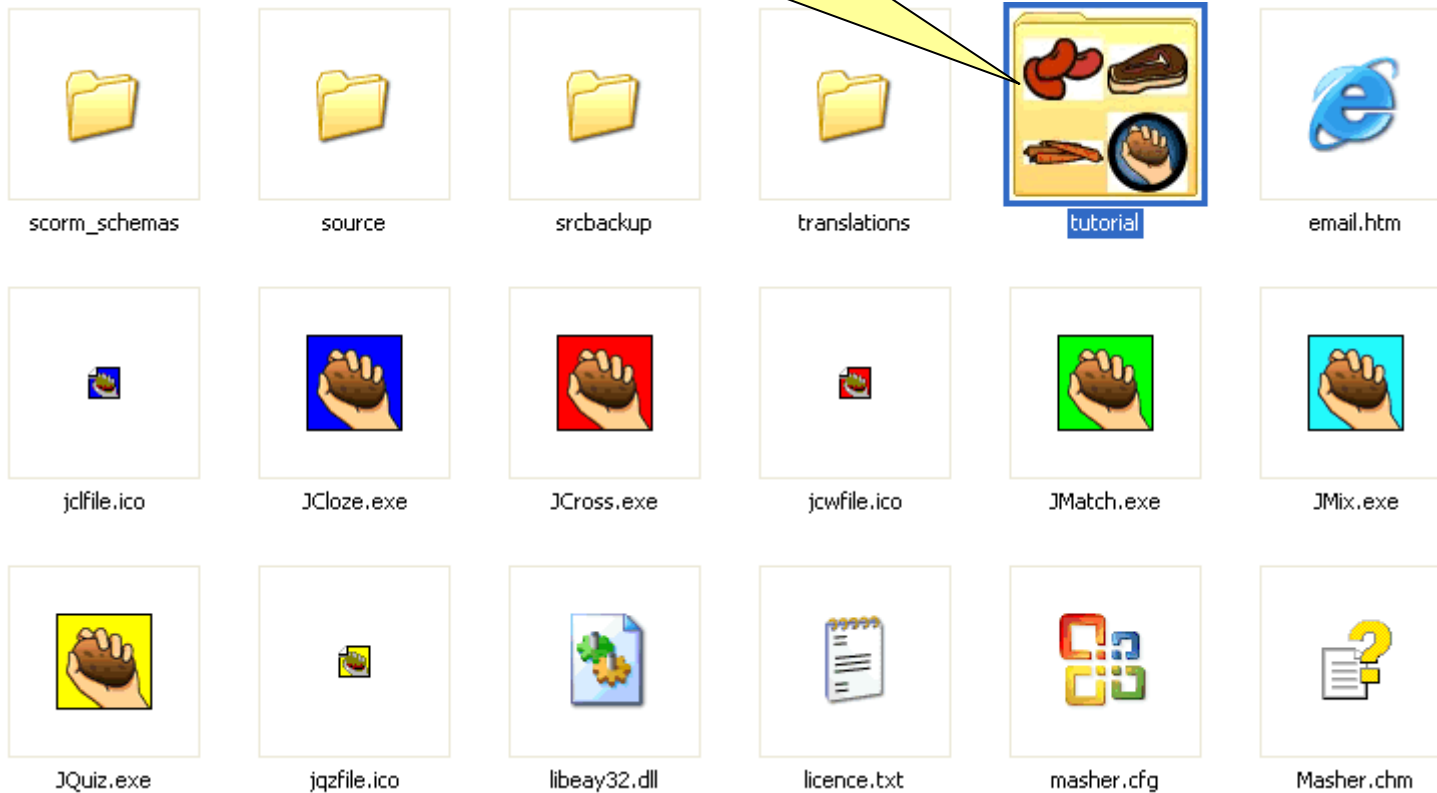 scorm_schemas source srcbackup translations tutorial email.htm
jclfile.ico JCloze.exe JCross.exe jcwfile.ico JMatch.exe JMix.exe
JQuiz.exe jqzfile.ico libeay32.dll licence.txt masher.cfg Masher.chm